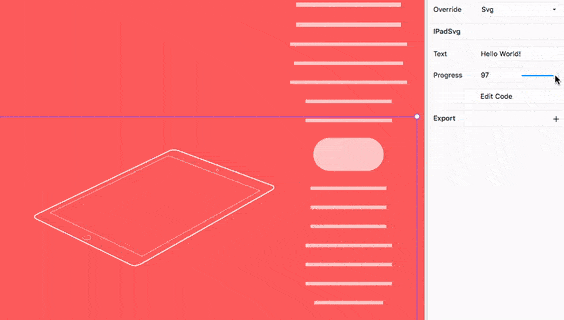 Override Svg
IPadSvg
Text Hello World!
Progress 97
Edit Code
Export